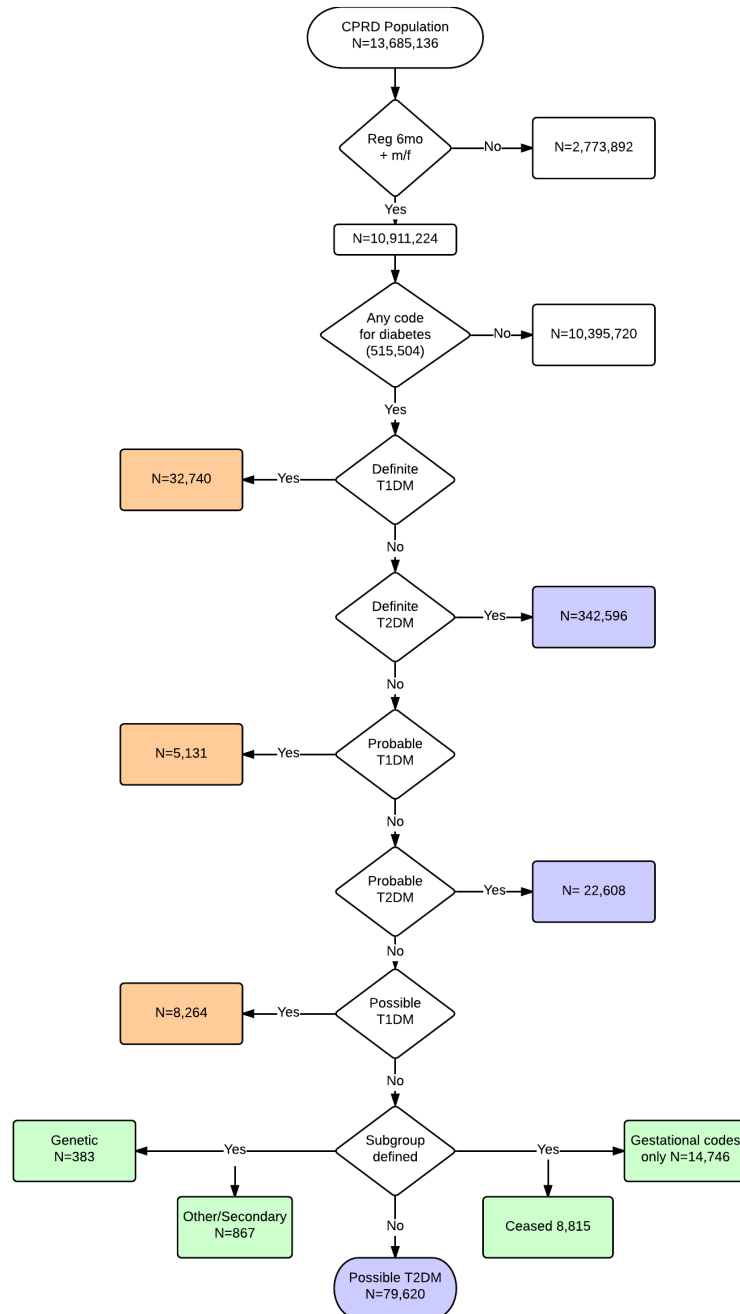 CPRD Population
N=13,685,136
Reg 6mo
+ m/f
No
N=2,773,892
Yes
N=10,911,224
Any code
for diabetes
(515,504)
No
N=10,395,720
Yes
Definite
T1DM
Yes
N=32,740
No
Definite
T2DM
Yes
N=342,596
No
Probable
T1DM
Yes
N=5,131
No
Probable
T2DM
Yes
N= 22,608
No
Possible
T1DM
Yes
N=8,264
No
Subgroup
defined
Yes
Genetic
N=383
Other/Secondary
N=867
Yes
Gestational codes
only N=14,746
Ceased 8,815
No
Possible T2DM
N=79,620